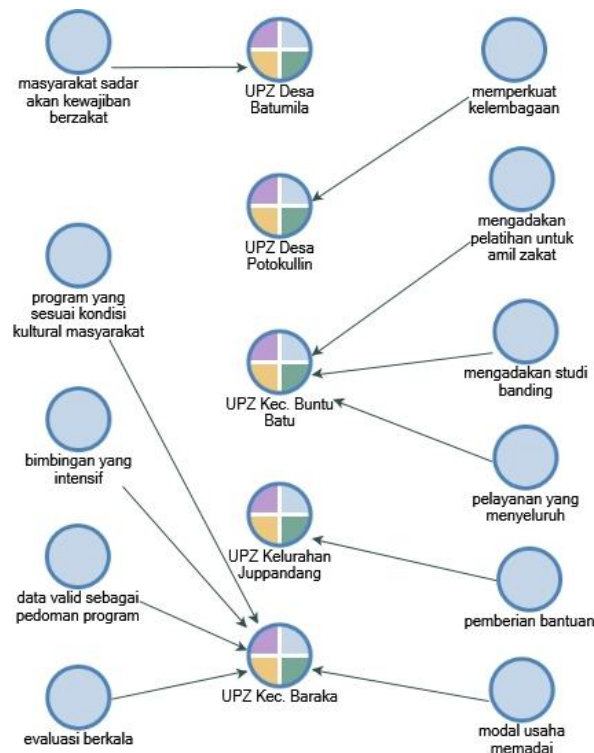 masyarakat sadar
akan kewajiban
berzakat
UPZ Desa
Batumila
memperkuat
kelembagaan
UPZ Desa
Potokullin
mengadakan
pelatihan untuk
amil zakat
program yang
sesuai kondisi
kultural masyarakat
UPZ Kec. Buntu
Batu
mengadakan studi
banding
bimbingan yang
intensif
pelayanan yang
menyeluruh
UPZ Kelurahan
Juppandang
data valid sebagai
pedoman program
pemberian bantuan
UPZ Kec. Baraka
evaluasi berkala
modal usaha
memadai